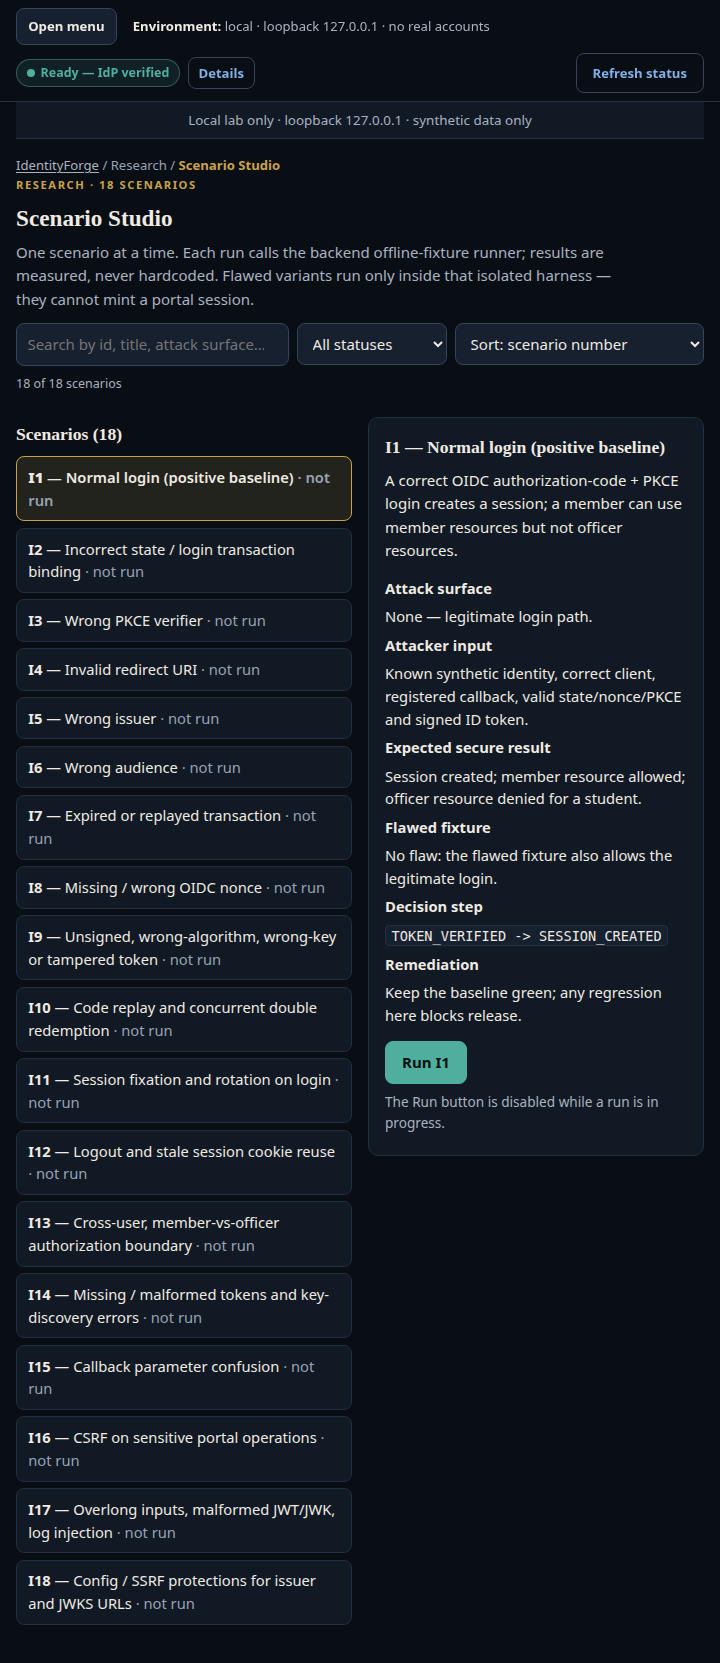 Open menu
Environment: local · loopback 127.0.0.1 · no real accounts
Ready — IdP verified
Details
Refresh status
Local lab only · loopback 127.0.0.1 · synthetic data only
IdentityForge / Research / Scenario Studio
RESEARCH · 18 SCENARIOS
Scenario Studio
One scenario at a time. Each run calls the backend offline-fixture runner; results are
measured, never hardcoded. Flawed variants run only inside that isolated harness —
they cannot mint a portal session.
Search by id, title, attack surface...
All statuses
Sort: scenario number
18 of 18 scenarios
Scenarios (18)
I1 — Normal login (positive baseline) · not
run
I2 — Incorrect state / login transaction
binding · not run
I3 — Wrong PKCE verifier · not run
I4 — Invalid redirect URI · not run
I5 — Wrong issuer · not run
I6 — Wrong audience · not run
I7 — Expired or replayed transaction · not
run
I8 — Missing / wrong OIDC nonce · not run
I9 — Unsigned, wrong-algorithm, wrong-key
or tampered token · not run
I10 — Code replay and concurrent double
redemption · not run
I11 — Session fixation and rotation on login ·
not run
I12 — Logout and stale session cookie reuse
· not run
I13 — Cross-user, member-vs-officer
authorization boundary · not run
I14 — Missing / malformed tokens and key-
discovery errors · not run
I15 — Callback parameter confusion · not
run
I16 — CSRF on sensitive portal operations ·
not run
I17 — Overlong inputs, malformed JWT/JWK,
log injection · not run
I18 — Config / SSRF protections for issuer
and JWKS URLs · not run
I1 — Normal login (positive baseline)
A correct OIDC authorization-code + PKCE
login creates a session; a member can use
member resources but not officer
resources.
Attack surface
None — legitimate login path.
Attacker input
Known synthetic identity, correct client,
registered callback, valid state/nonce/PKCE
and signed ID token.
Expected secure result
Session created; member resource allowed;
officer resource denied for a student.
Flawed fixture
No flaw: the flawed fixture also allows the
legitimate login.
Decision step
TOKEN_VERIFIED -> SESSION_CREATED
Remediation
Keep the baseline green; any regression
here blocks release.
Run I1
The Run button is disabled while a run is in
progress.